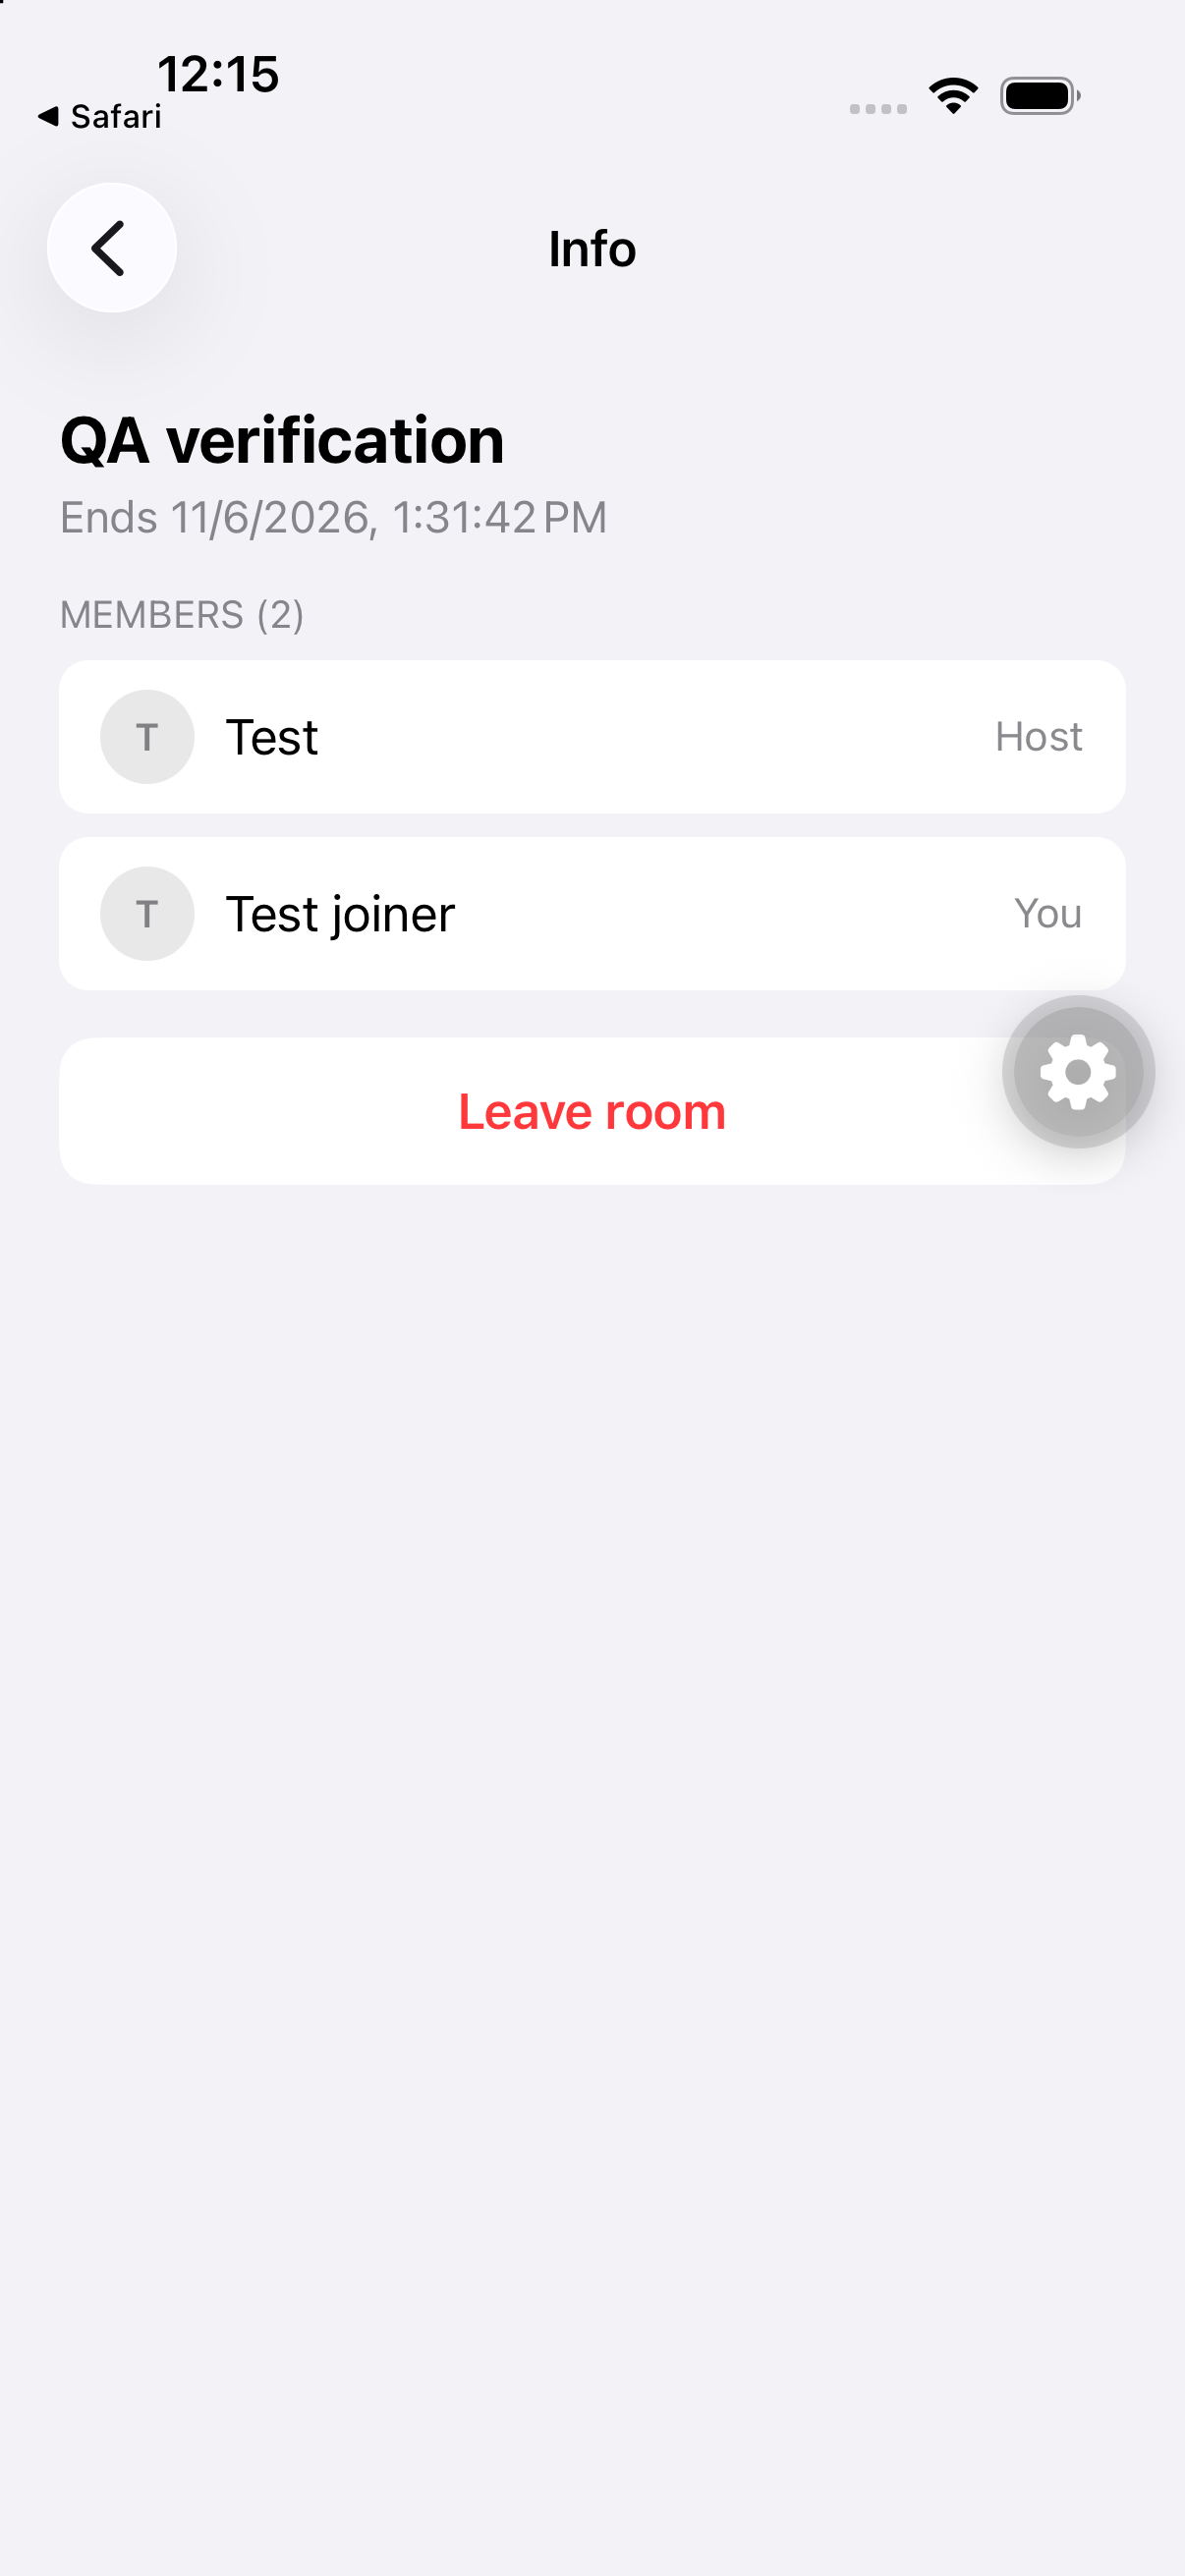 12:15
◀ Safari
Info
QA verification
Ends 11/6/2026, 1:31:42 PM
MEMBERS (2)
T Test Host
T Test joiner You
Leave room